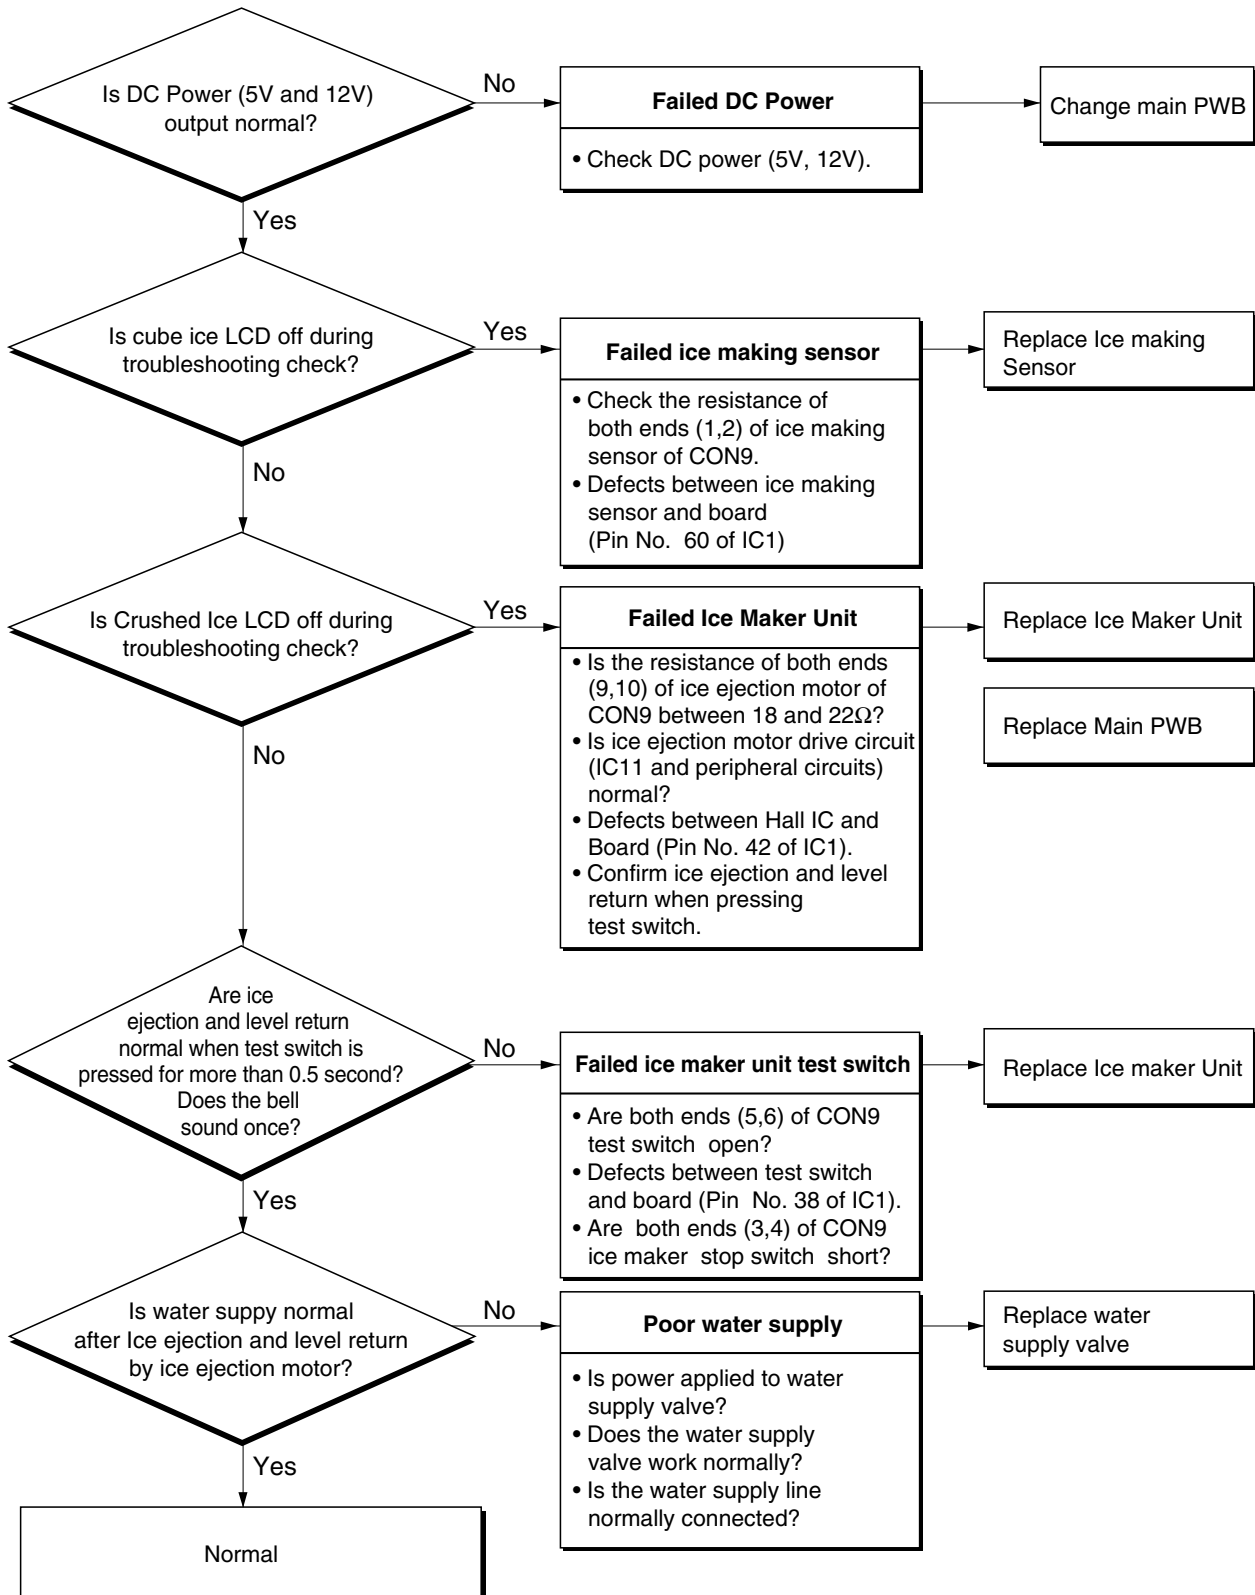 Is DC Power (5V and 12V)
output normal?
No
Failed DC Power
• Check DC power (5V, 12V).
Change main PWB
Yes
Is cube ice LCD off during
troubleshooting check?
Yes
Failed ice making sensor
• Check the resistance of
both ends (1,2) of ice making
sensor of CON9.
• Defects between ice making
sensor and board
(Pin No. 60 of IC1)
Replace Ice making
Sensor
No
Is Crushed Ice LCD off during
troubleshooting check?
Yes
Failed Ice Maker Unit
• Is the resistance of both ends
(9,10) of ice ejection motor of
CON9 between 18 and 22Ω?
• Is ice ejection motor drive circuit
(IC11 and peripheral circuits)
normal?
• Defects between Hall IC and
Board (Pin No. 42 of IC1).
• Confirm ice ejection and level
return when pressing
test switch.
Replace Ice Maker Unit
Replace Main PWB
No
Are ice
ejection and level return
normal when test switch is
pressed for more than 0.5 second?
Does the bell
sound once?
No
Failed ice maker unit test switch
• Are both ends (5,6) of CON9
test switch open?
• Defects between test switch
and board (Pin No. 38 of IC1).
• Are both ends (3,4) of CON9
ice maker stop switch short?
Replace Ice maker Unit
Yes
Is water suppy normal
after Ice ejection and level return
by ice ejection motor?
No
Poor water supply
• Is power applied to water
supply valve?
• Does the water supply
valve work normally?
• Is the water supply line
normally connected?
Replace water
supply valve
Yes
Normal